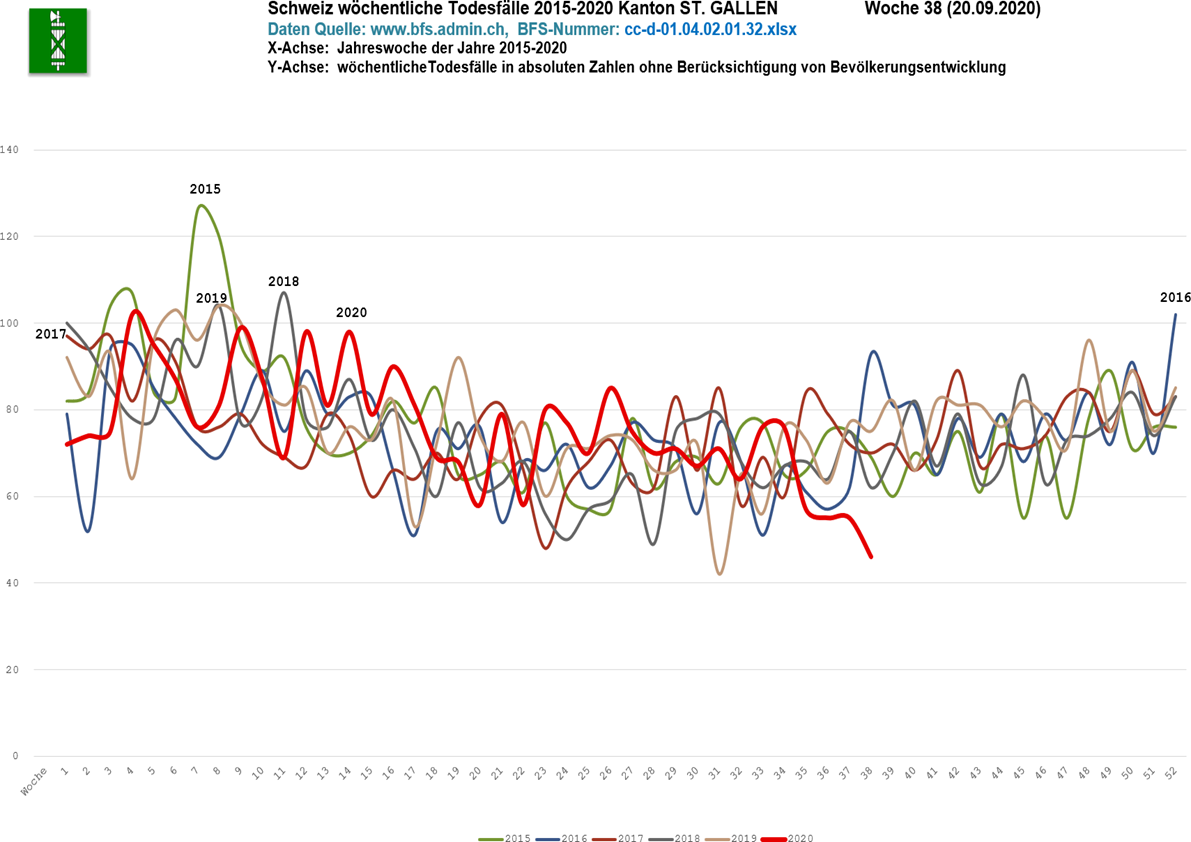 Schweiz wöchentliche Todesfälle 2015-2020 Kanton ST. GALLEN Woche 38 (20.09.2020)
Daten Quelle: www.bfs.admin.ch, BFS-Nummer: cc-d-01.04.02.01.32.xlsx
X-Achse: Jahreswoche der Jahre 2015-2020
Y-Achse: wöchentlicheTodesfälle in absoluten Zahlen ohne Berücksichtigung von Bevölkerungsentwicklung
140
2015
120
2018
2019
2016
2020
100
2017
80
60
40
20
0
Woche 1 2 3 4 5 6 7 8 9 10 11 12 13 14 15 16 17 18 19 20 21 22 23 24 25 26 27 28 29 30 31 32 33 34 35 36 37 38 39 40 41 42 43 44 45 46 47 48 49 50 51 52
2015 2016 2017 2018 2019 2020